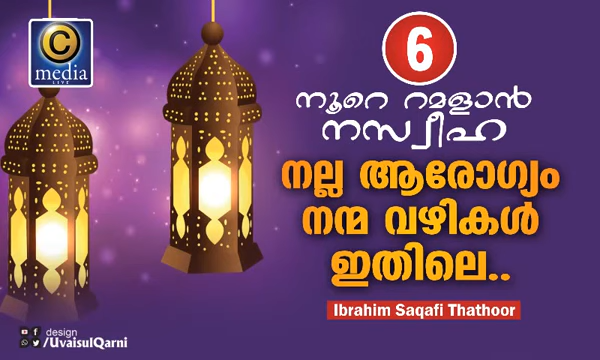 ©
media
LIVE
6
നൂറെ റമളാൻ
നസ്വീഹ
നല്ല ആരോഗ്യം
നന്മ വഴികൾ
ഇതിലെ..
Ibrahim Saqafi Thathoor
design
/UvaisulQarni